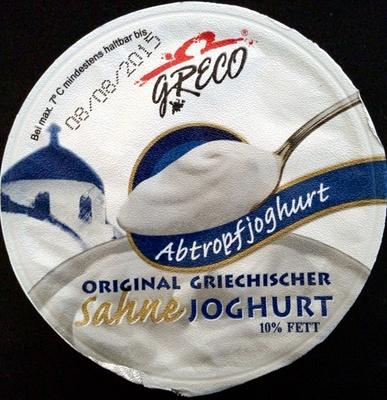 Bei max. 7° C mindestens haltbar bis
08/08/2015
GRECO
Abtropfjoghurt
ORIGINAL GRIECHISCHER
Sahne JOGHURT
10% FETT